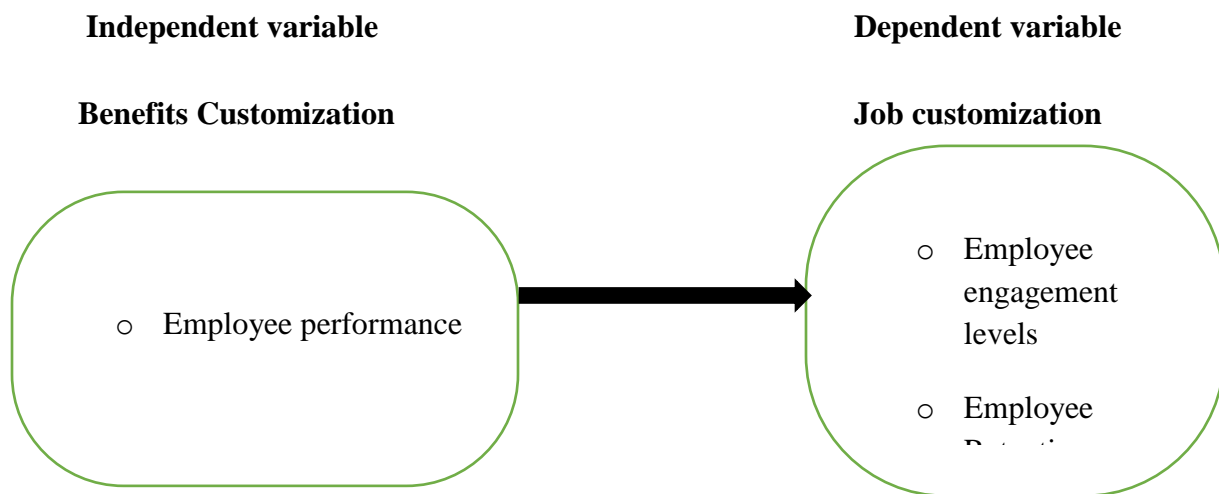 Independent variable
Dependent variable
Benefits Customization
Job customization
○ Employee performance
○ Employee
engagement
levels
○ Employee